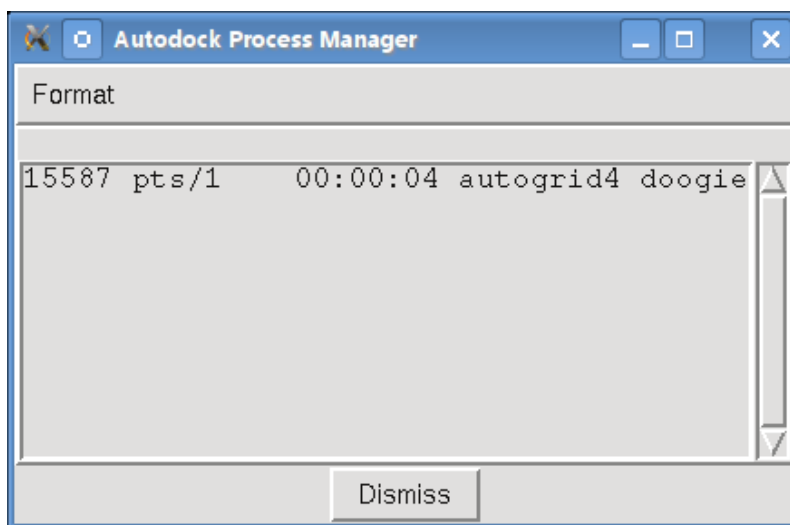 Autodock Process Manager
Format
15587 pts/1    00:00:04 autogrid4 doogie
Dismiss